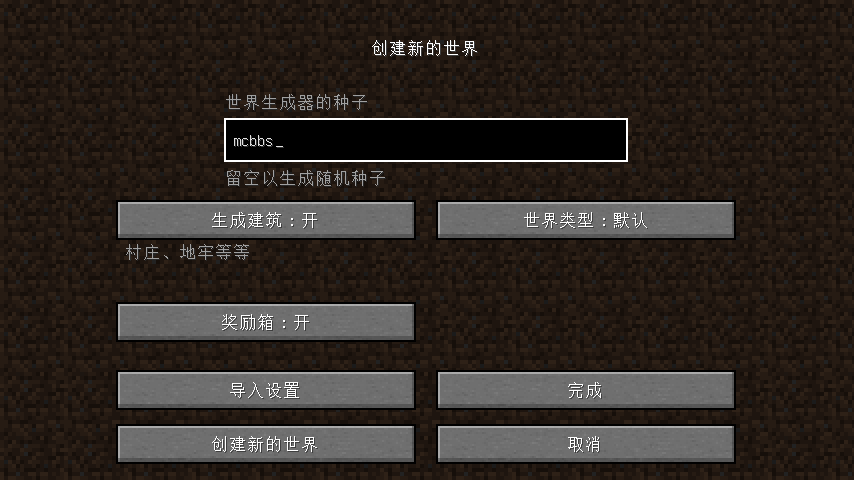 创建新的世界
世界生成器的种子
mcbbs_
留空以生成随机种子
生成建筑：开
世界类型：默认
村庄、地牢等等
奖励箱：开
导入设置
完成
创建新的世界
取消